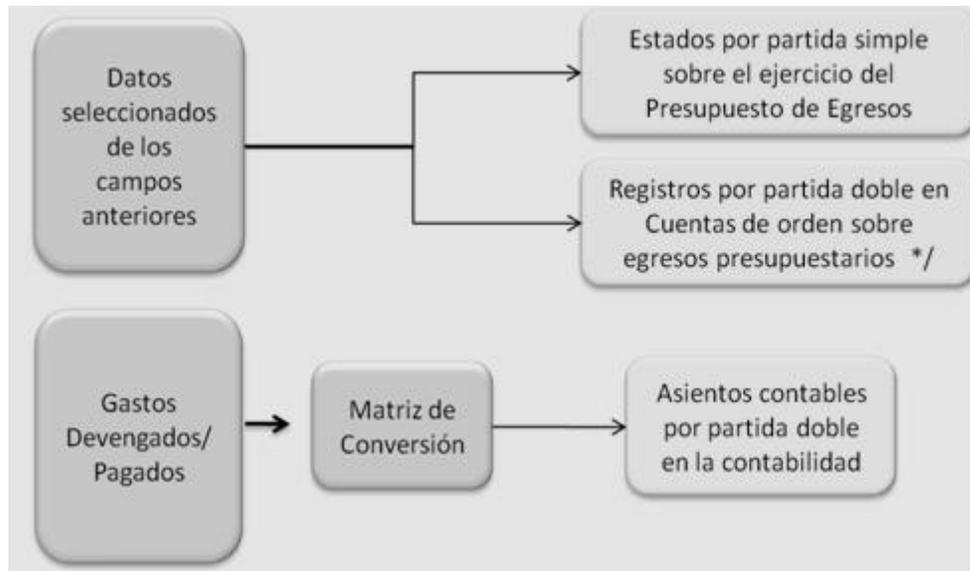 Datos
seleccionados
de los
campos
anteriores
Estados por partida simple
sobre el ejercicio del
Presupuesto de Egresos
Registros por partida doble en
Cuentas de orden sobre
egresos presupuestarios */
Gastos
Devengados/
Pagados
Matriz de
Conversión
Asientos contables
por partida doble
en la contabilidad